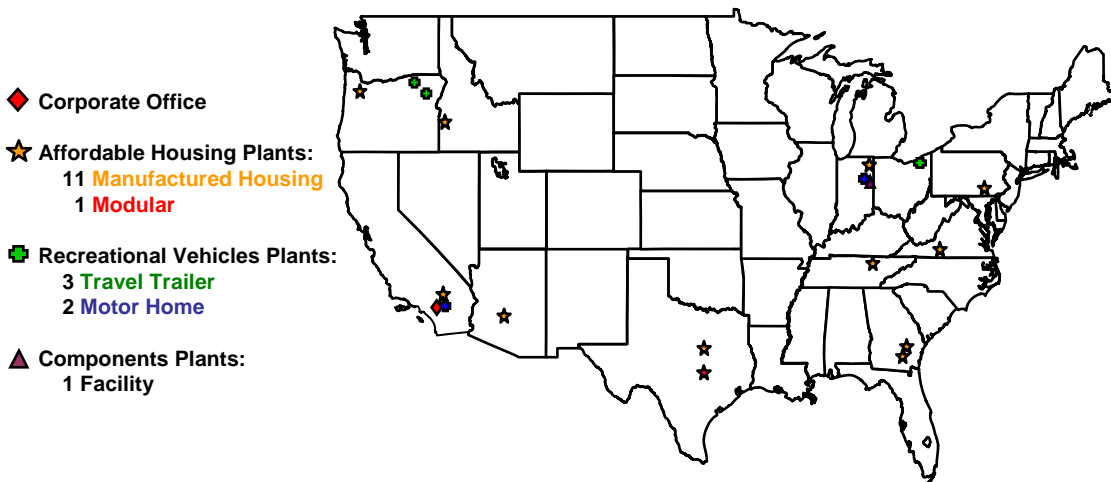 Corporate Office
Affordable Housing Plants:
11 Manufactured Housing
1 Modular
Recreational Vehicles Plants:
3 Travel Trailer
2 Motor Home
Components Plants:
1 Facility